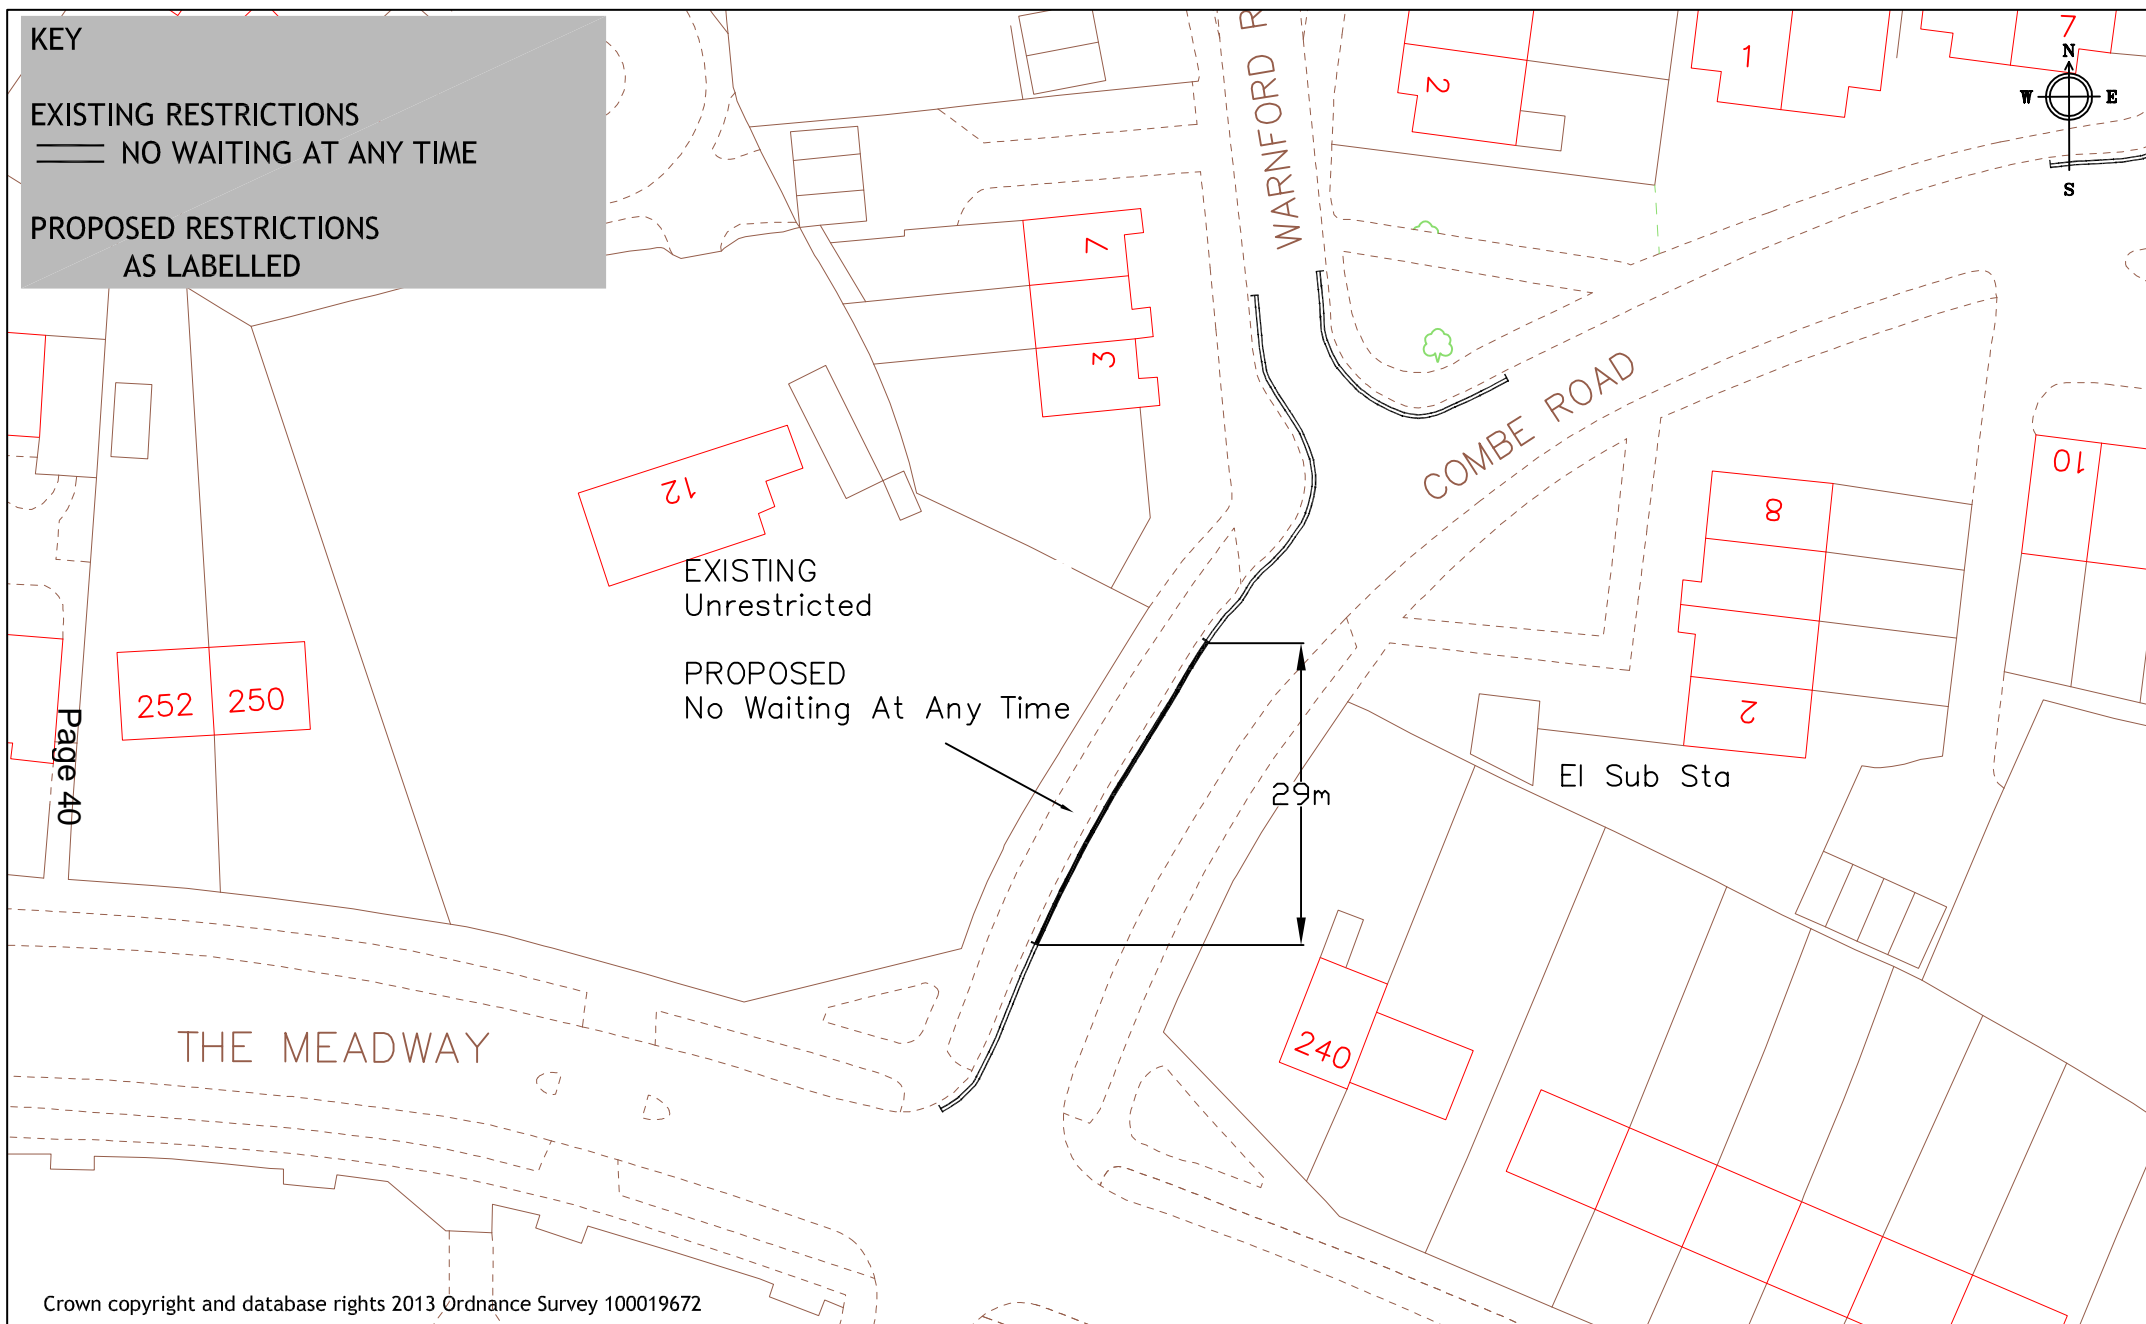 KEY
EXISTING RESTRICTIONS
NO WAITING AT ANY TIME
PROPOSED RESTRICTIONS
AS LABELLED
WARNFORD R
2
1
7
N
W E
S
7
3
COMBE ROAD
12
10
8
EXISTING
Unrestricted
PROPOSED
No Waiting At Any Time
252 250
2
Page 40
El Sub Sta
29m
THE MEADWAY
240
Crown copyright and database rights 2013 Ordnance Survey 100019672